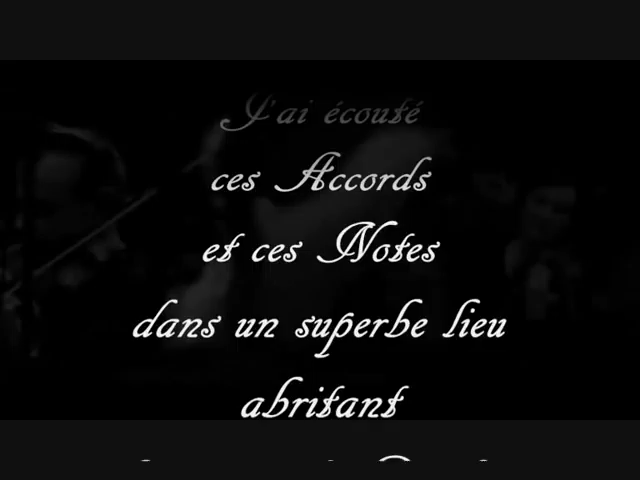 J'ai écouté
ces Accords
et ces Notes
dans un superbe lieu
abritant